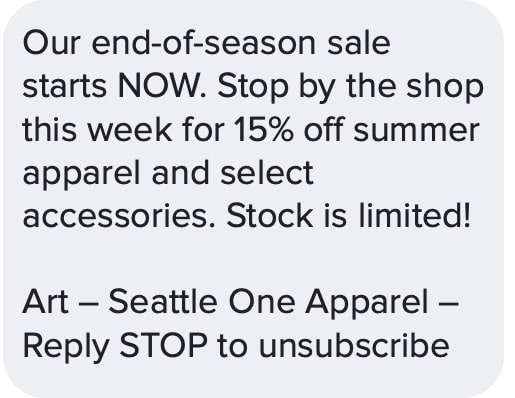 Our end-of-season sale
starts NOW. Stop by the shop
this week for 15% off summer
apparel and select
accessories. Stock is limited!
Art – Seattle One Apparel –
Reply STOP to unsubscribe